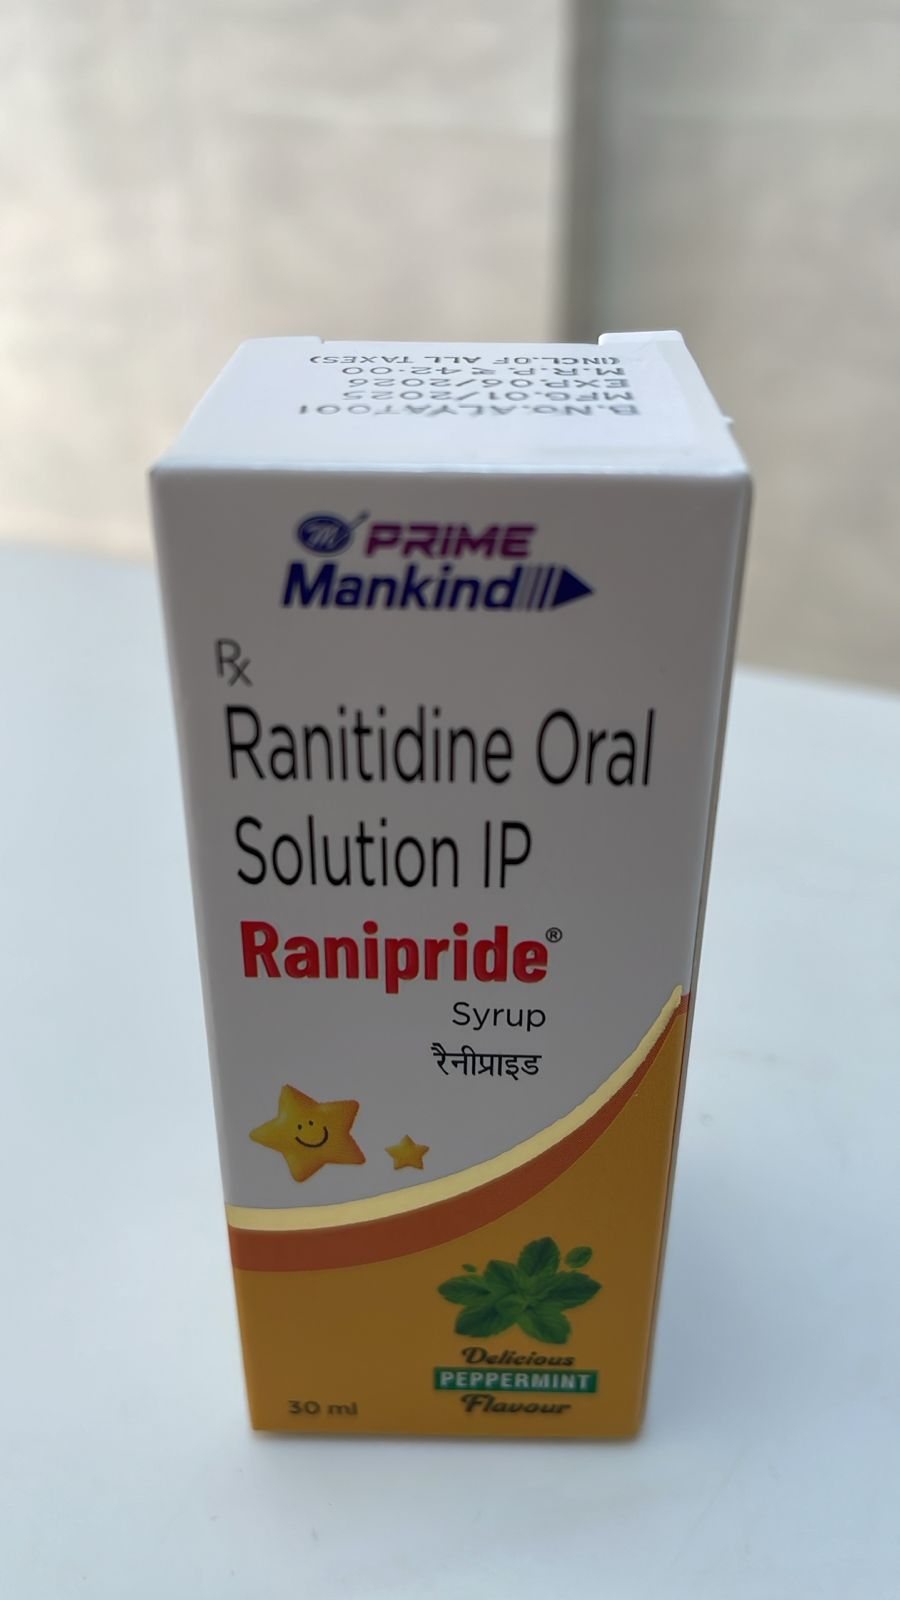 B.No.ALYAT001
MFG.01/2025
EXP.06/2026
M.R.P. ₹42.00
(INCL.OF ALL TAXES)
PRIME
Mankind
Rx
Ranitidine Oral
Solution IP
Ranipride®
Syrup
रैनीप्राइड
Delicious
PEPPERMINT
Flavour
30 ml